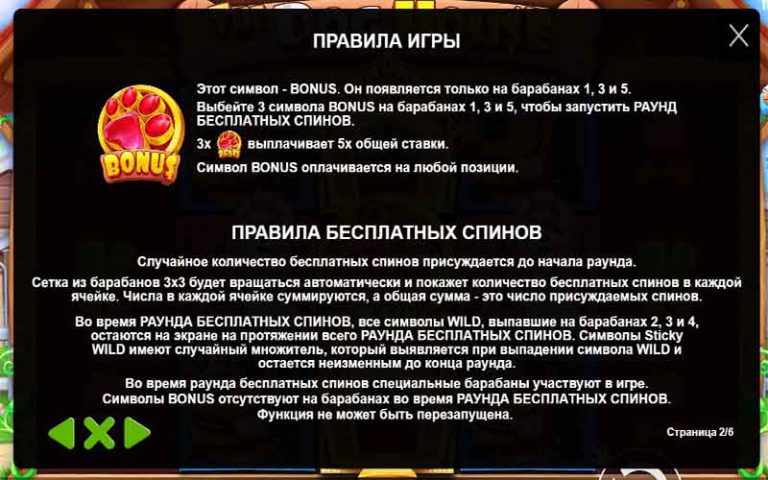 THE DOG HOUSE
ПРАВИЛА ИГРЫ
Этот символ - BONUS. Он появляется только на барабанах 1, 3 и 5.
Выбейте 3 символа BONUS на барабанах 1, 3 и 5, чтобы запустить РАУНД
БЕСПЛАТНЫХ СПИНОВ.
3x BONUS выплачивает 5x общей ставки.
BONUS
Символ BONUS оплачивается на любой позиции.
ПРАВИЛА БЕСПЛАТНЫХ СПИНОВ
Случайное количество бесплатных спинов присуждается до начала раунда.
Сетка из барабанов 3x3 будет вращаться автоматически и покажет количество бесплатных спинов в каждой
ячейке. Числа в каждой ячейке суммируются, а общая сумма - это число присуждаемых спинов.
Во время РАУНДА БЕСПЛАТНЫХ СПИНОВ, все символы WILD, выпавшие на барабанах 2, 3 и 4,
остаются на экране на протяжении всего РАУНДА БЕСПЛАТНЫХ СПИНОВ. Символы Sticky
WILD имеют случайный множитель, который выявляется при выпадении символа WILD и
остается неизменным до конца раунда.
Во время раунда бесплатных спинов специальные барабаны участвуют в игре.
Символы BONUS отсутствуют на барабанах во время РАУНДА БЕСПЛАТНЫХ СПИНОВ.
Функция не может быть перезапущена.
Страница 2/6